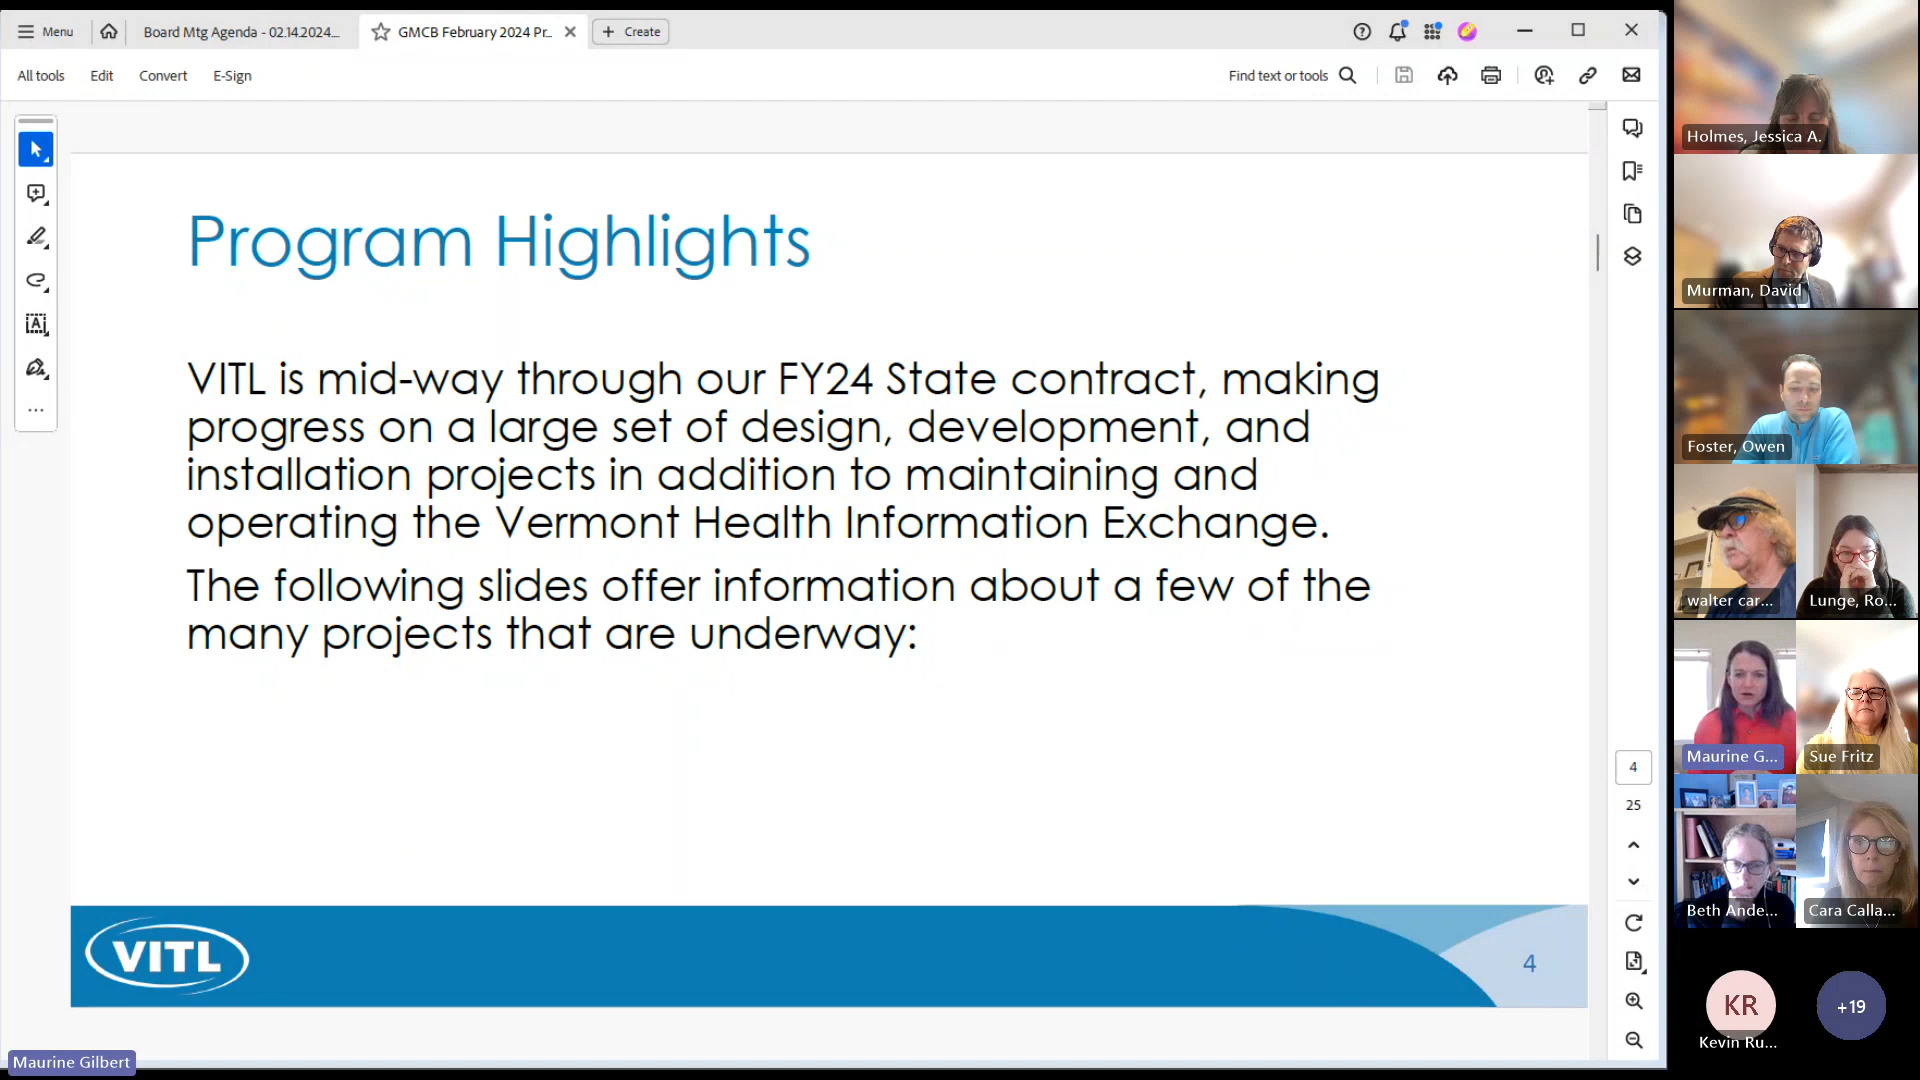 Menu
Board Mtg Agenda - 02.14.2024...
GMCB February 2024 Pr...
Create
All tools
Edit
Convert
E-Sign
Find text or tools
Program Highlights
VITL is mid-way through our FY24 State contract, making
progress on a large set of design, development, and
installation projects in addition to maintaining and
operating the Vermont Health Information Exchange.
The following slides offer information about a few of the
many projects that are underway:
VITL
4
4
25
Maurine Gilbert
Holmes, Jessica A.
Murman, David
Foster, Owen
walter car...
Lunge, Ro...
Maurine G...
Sue Fritz
Beth Ande...
Cara Calla...
KR
Kevin Ru...
+19